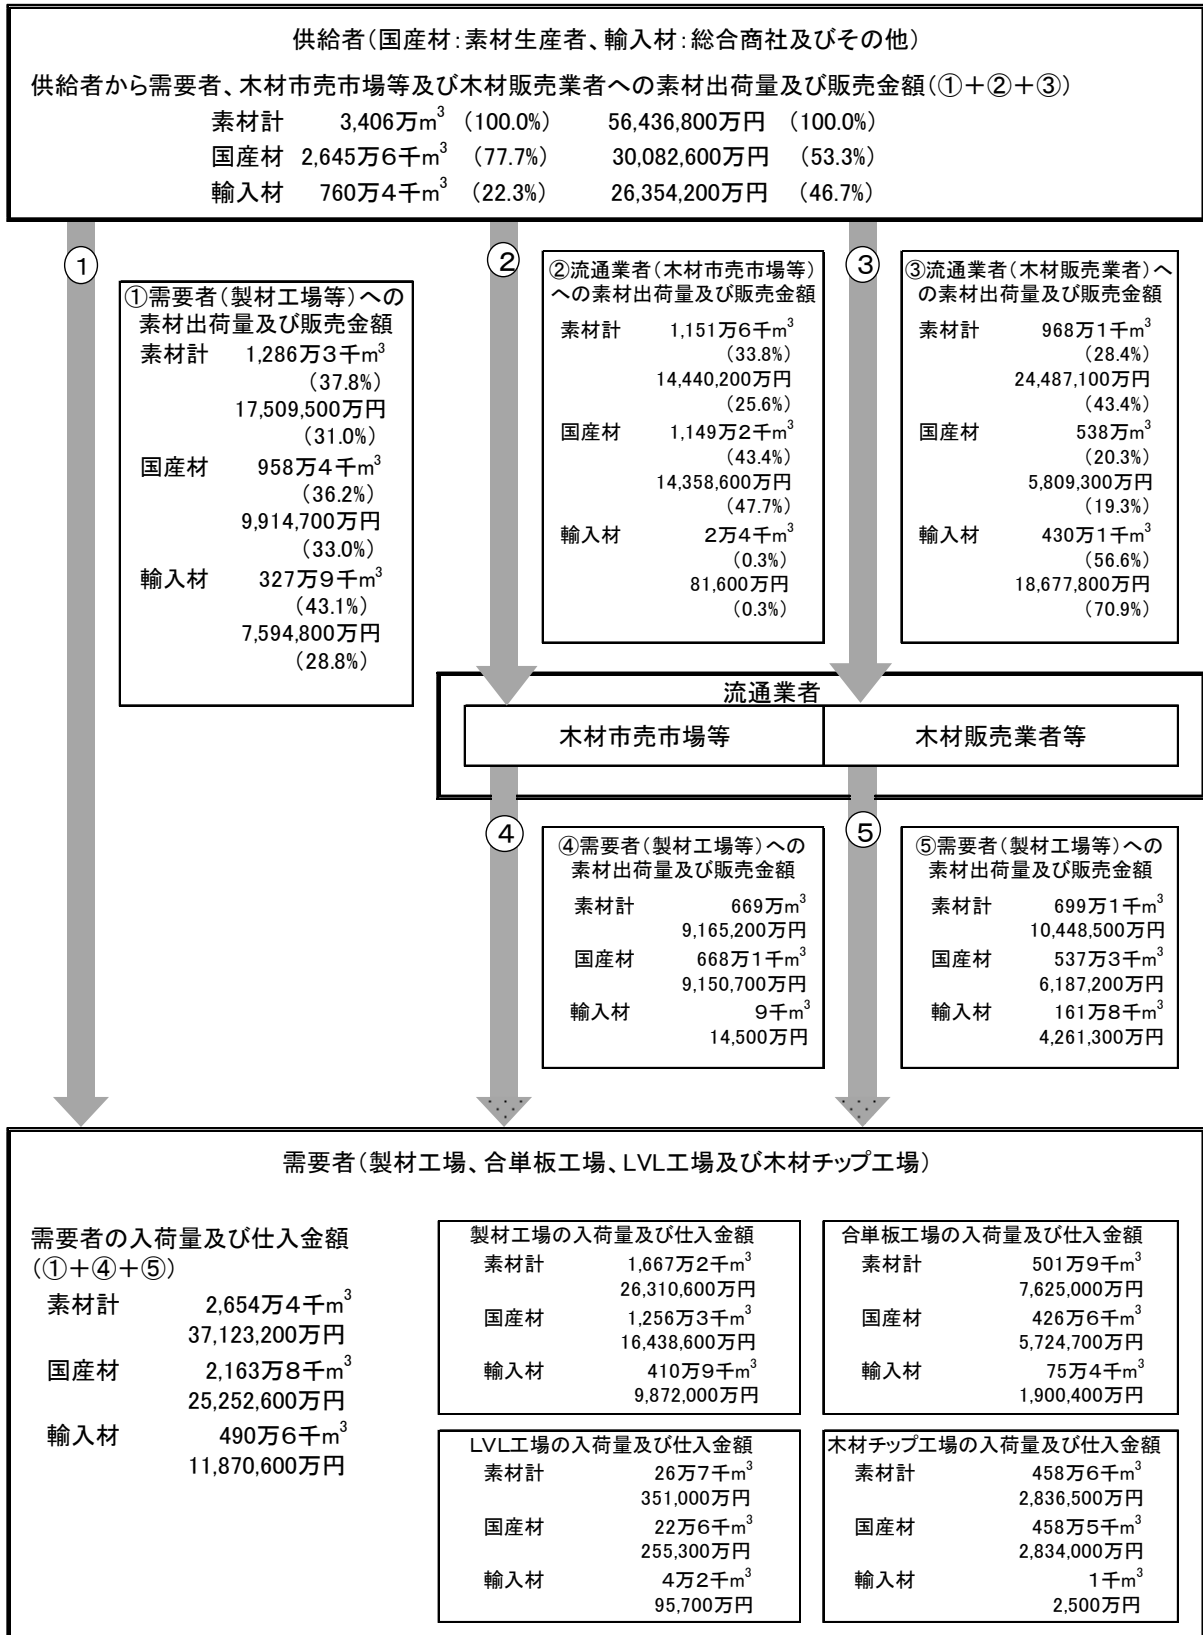 供給者（国産材：素材生産者、輸入材：総合商社及びその他）
供給者から需要者、木材市売市場等及び木材販売業者への素材出荷量及び販売金額（①＋②＋③）
素材計 3,406万m³ （100.0%） 56,436,800万円 （100.0%）
国産材 2,645万６千m³ （77.7%） 30,082,600万円 （53.3%）
輸入材 760万４千m³ （22.3%） 26,354,200万円 （46.7%）
①
①需要者（製材工場等）への
素材出荷量及び販売金額
素材計 1,286万３千m³
（37.8%）
17,509,500万円
（31.0%）
国産材 958万４千m³
（36.2%）
9,914,700万円
（33.0%）
輸入材 327万９千m³
（43.1%）
7,594,800万円
（28.8%）
②
②流通業者（木材市売市場等）
への素材出荷量及び販売金額
素材計 1,151万６千m³
（33.8%）
14,440,200万円
（25.6%）
国産材 1,149万２千m³
（43.4%）
14,358,600万円
（47.7%）
輸入材 ２万４千m³
（0.3%）
81,600万円
（0.3%）
③
③流通業者（木材販売業者）へ
の素材出荷量及び販売金額
素材計 968万１千m³
（28.4%）
24,487,100万円
（43.4%）
国産材 538万m³
（20.3%）
5,809,300万円
（19.3%）
輸入材 430万１千m³
（56.6%）
18,677,800万円
（70.9%）
流通業者
木材市売市場等 木材販売業者等
④
④需要者（製材工場等）への
素材出荷量及び販売金額
素材計 669万m³
9,165,200万円
国産材 668万１千m³
9,150,700万円
輸入材 ９千m³
14,500万円
⑤
⑤需要者（製材工場等）への
素材出荷量及び販売金額
素材計 699万１千m³
10,448,500万円
国産材 537万３千m³
6,187,200万円
輸入材 161万８千m³
4,261,300万円
需要者（製材工場、合単板工場、LVL工場及び木材チップ工場）
需要者の入荷量及び仕入金額
（①＋④＋⑤）
素材計 2,654万４千m³
37,123,200万円
国産材 2,163万８千m³
25,252,600万円
輸入材 490万６千m³
11,870,600万円
製材工場の入荷量及び仕入金額
素材計 1,667万２千m³
26,310,600万円
国産材 1,256万３千m³
16,438,600万円
輸入材 410万９千m³
9,872,000万円
合単板工場の入荷量及び仕入金額
素材計 501万９千m³
7,625,000万円
国産材 426万６千m³
5,724,700万円
輸入材 75万４千m³
1,900,400万円
ＬＶＬ工場の入荷量及び仕入金額
素材計 26万７千m³
351,000万円
国産材 22万６千m³
255,300万円
輸入材 ４万２千m³
95,700万円
木材チップ工場の入荷量及び仕入金額
素材計 458万６千m³
2,836,500万円
国産材 458万５千m³
2,834,000万円
輸入材 １千m³
2,500万円